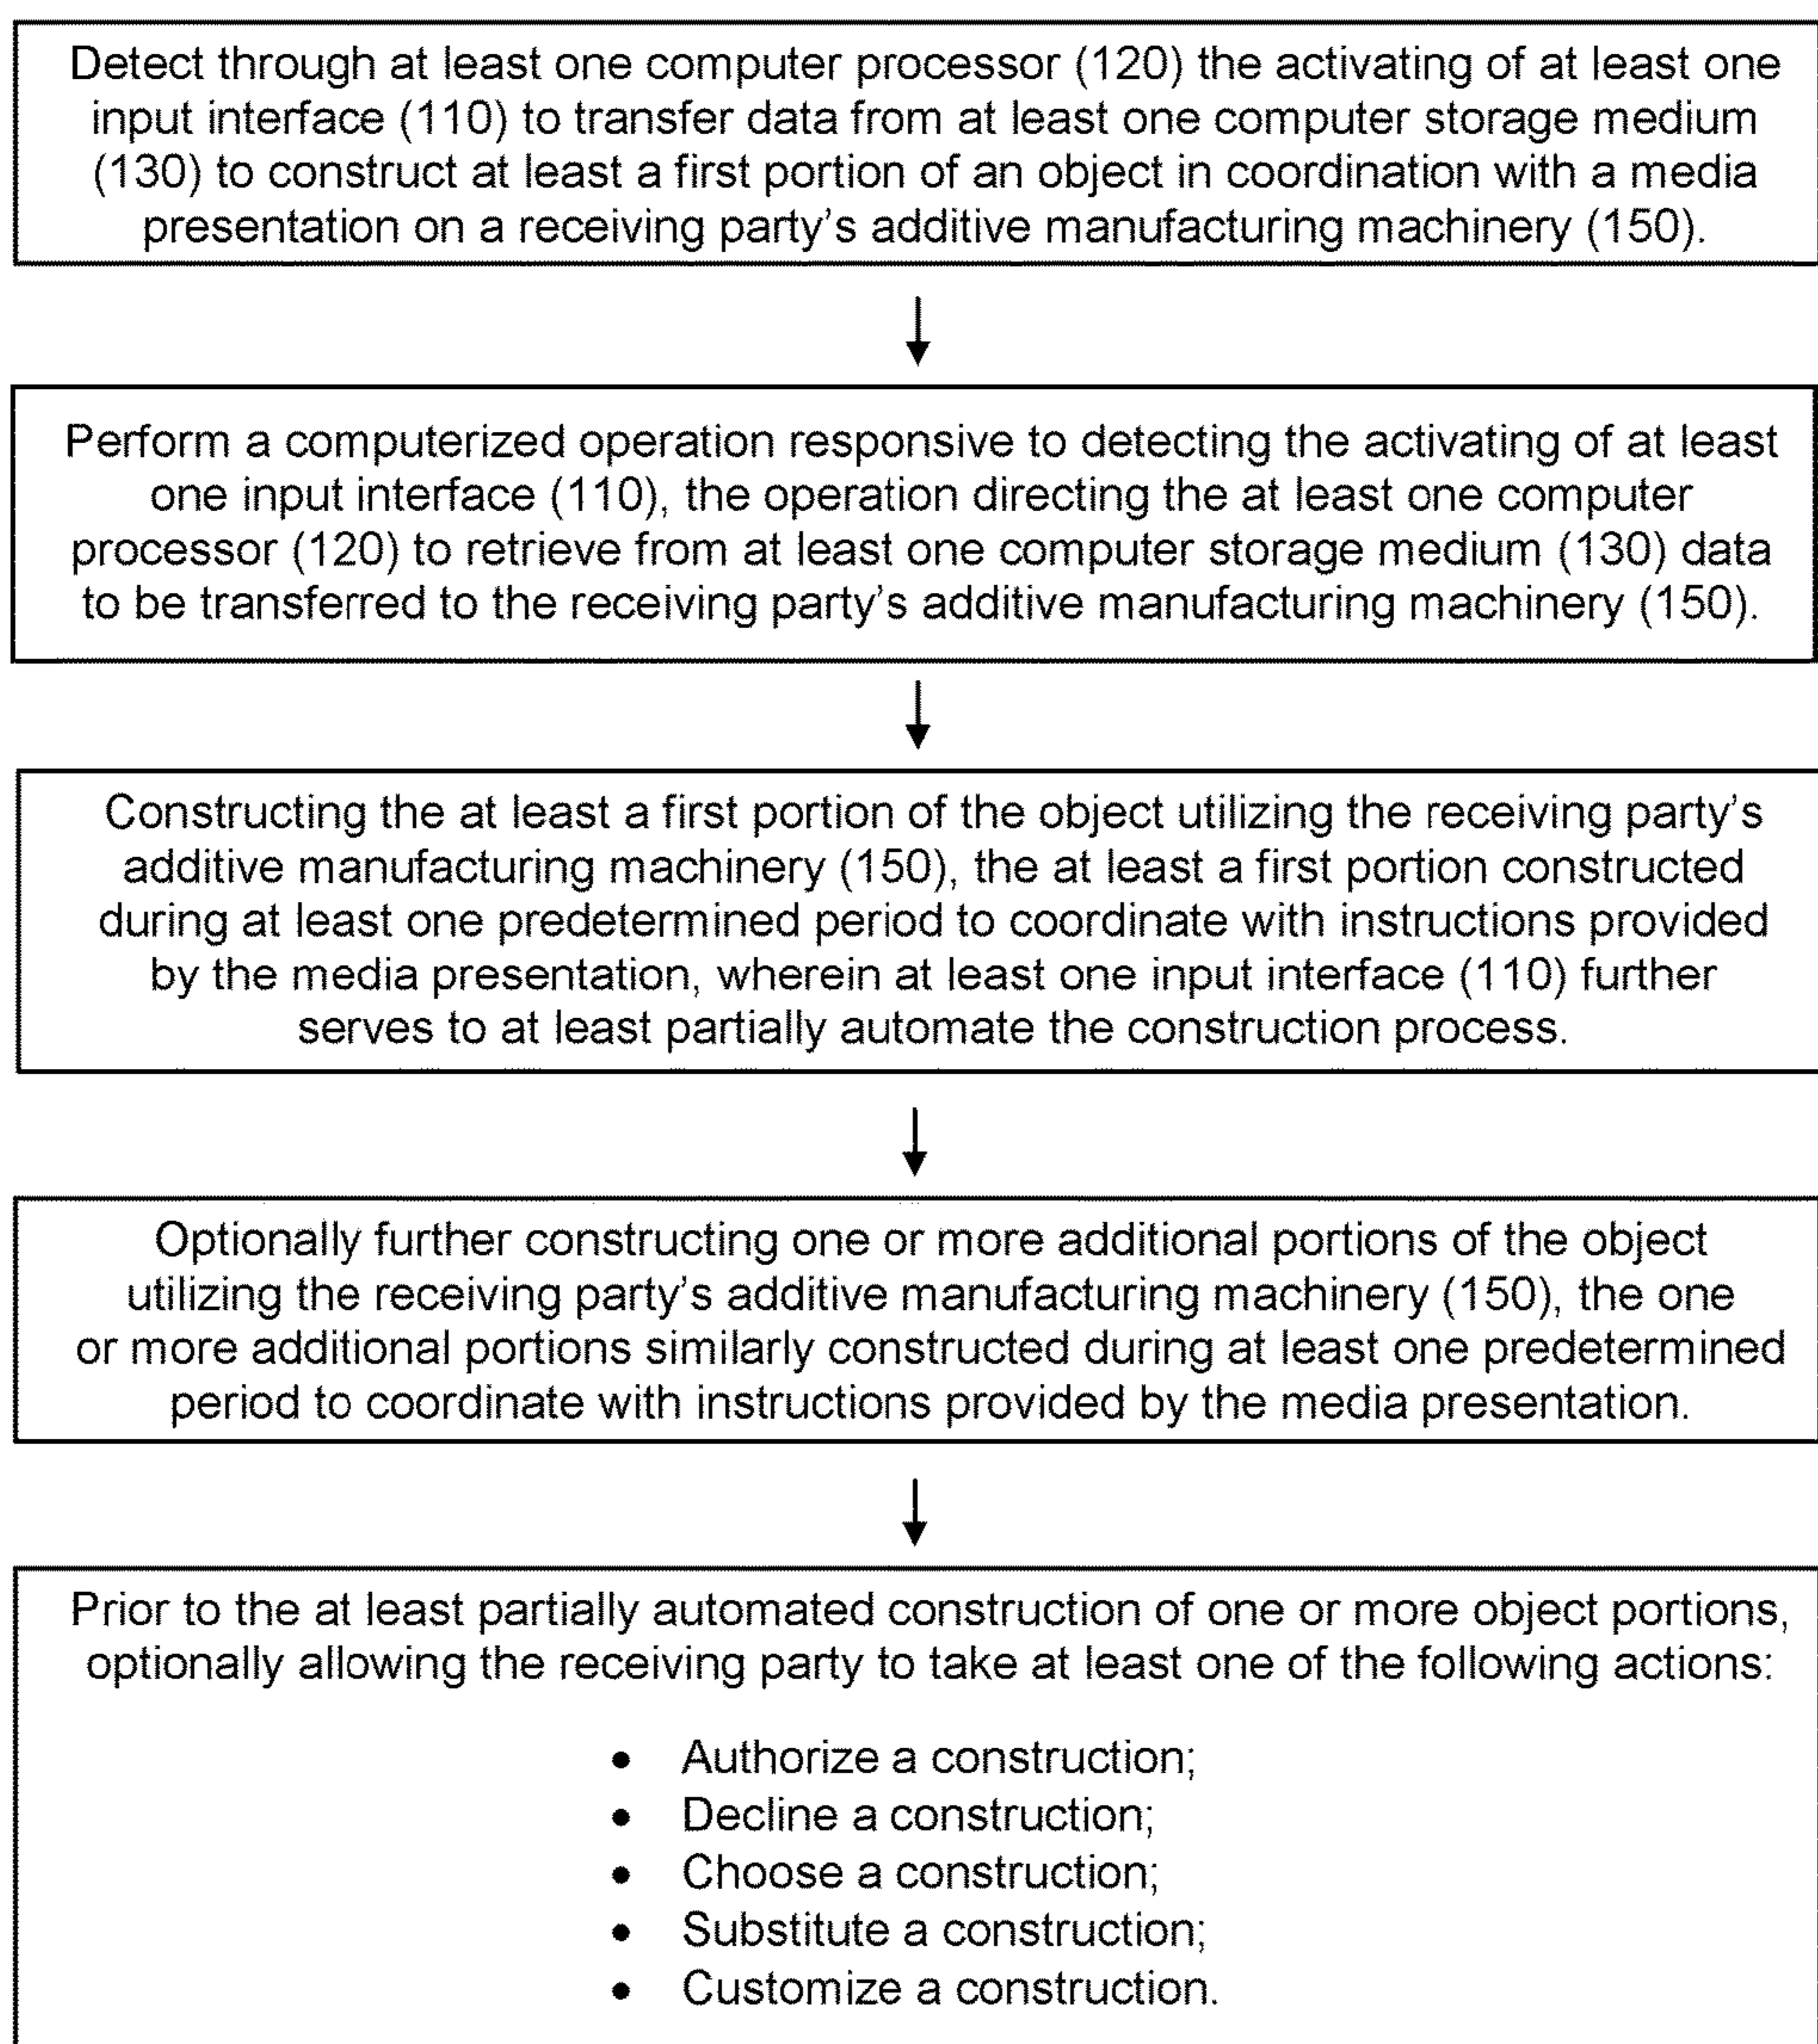 Detect through at least one computer processor (120) the activating of at least one
input interface (110) to transfer data from at least one computer storage medium
(130) to construct at least a first portion of an object in coordination with a media
presentation on a receiving party's additive manufacturing machinery (150).
Perform a computerized operation responsive to detecting the activating of at least
one input interface (110), the operation directing the at least one computer
processor (120) to retrieve from at least one computer storage medium (130) data
to be transferred to the receiving party's additive manufacturing machinery (150).
Constructing the at least a first portion of the object utilizing the receiving party's
additive manufacturing machinery (150), the at least a first portion constructed
during at least one predetermined period to coordinate with instructions provided
by the media presentation, wherein at least one input interface (110) further
serves to at least partially automate the construction process.
Optionally further constructing one or more additional portions of the object
utilizing the receiving party's additive manufacturing machinery (150), the one
or more additional portions similarly constructed during at least one predetermined
period to coordinate with instructions provided by the media presentation.
Prior to the at least partially automated construction of one or more object portions,
optionally allowing the receiving party to take at least one of the following actions:
• Authorize a construction;
• Decline a construction;
• Choose a construction;
• Substitute a construction;
• Customize a construction.